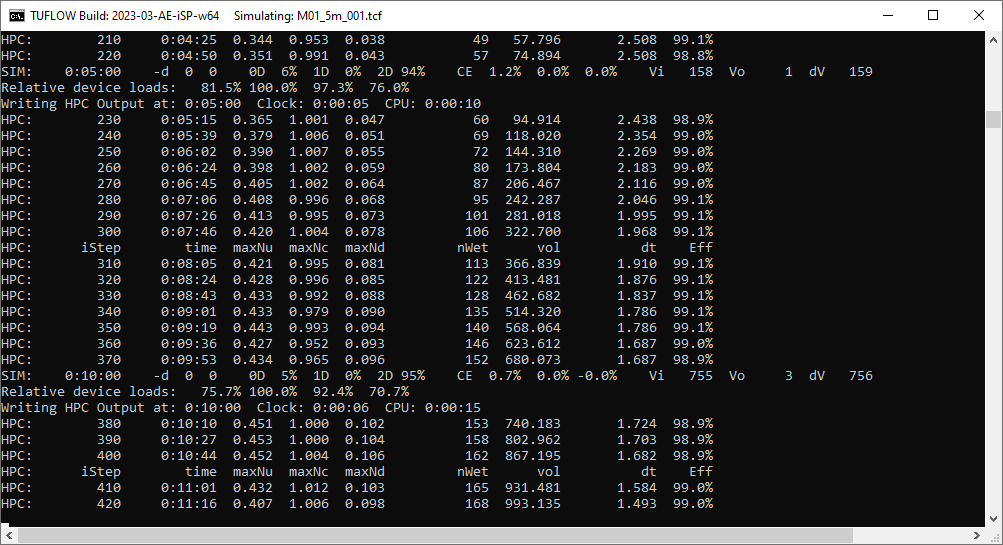 TUFLOW Build: 2023-03-AE-iSP-w64    Simulating: M01_5m_001.tcf
HPC:        210     0:04:25  0.344  0.953  0.038           49   57.796       2.508  99.1%
HPC:        220     0:04:50  0.351  0.991  0.043           57   74.894       2.508  98.8%
SIM:    0:05:00    -d  0  0    0D  6%  1D  0%  2D 94%    CE  1.2%  0.0%  0.0%    Vi   158  Vo     1  dV   159
Relative device loads:   81.5% 100.0%  97.3%  76.0%
Writing HPC Output at: 0:05:00  Clock: 0:00:05  CPU: 0:00:10
HPC:        230     0:05:15  0.365  1.001  0.047           60   94.914       2.438  98.9%
HPC:        240     0:05:39  0.379  1.006  0.051           69  118.020       2.354  99.0%
HPC:        250     0:06:02  0.390  1.007  0.055           72  144.310       2.269  99.0%
HPC:        260     0:06:24  0.398  1.002  0.059           80  173.804       2.183  99.0%
HPC:        270     0:06:45  0.405  1.002  0.064           87  206.467       2.116  99.0%
HPC:        280     0:07:06  0.408  0.996  0.068           95  242.287       2.046  99.1%
HPC:        290     0:07:26  0.413  0.995  0.073          101  281.018       1.995  99.1%
HPC:        300     0:07:46  0.420  1.004  0.078          106  322.700       1.968  99.1%
HPC:      iStep        time  maxNu  maxNc  maxNd         nWet      vol          dt    Eff
HPC:        310     0:08:05  0.421  0.995  0.081          113  366.839       1.910  99.1%
HPC:        320     0:08:24  0.428  0.996  0.085          122  413.481       1.876  99.1%
HPC:        330     0:08:43  0.433  0.992  0.088          128  462.682       1.837  99.1%
HPC:        340     0:09:01  0.433  0.979  0.090          135  514.320       1.786  99.1%
HPC:        350     0:09:19  0.443  0.993  0.094          140  568.064       1.786  99.1%
HPC:        360     0:09:36  0.427  0.952  0.093          146  623.612       1.687  99.0%
HPC:        370     0:09:53  0.434  0.965  0.096          152  680.073       1.687  98.9%
SIM:    0:10:00    -d  0  0    0D  5%  1D  0%  2D 95%    CE  0.7%  0.0% -0.0%    Vi   755  Vo     3  dV   756
Relative device loads:   75.7% 100.0%  92.4%  70.7%
Writing HPC Output at: 0:10:00  Clock: 0:00:06  CPU: 0:00:15
HPC:        380     0:10:10  0.451  1.000  0.102          153  740.183       1.724  98.9%
HPC:        390     0:10:27  0.453  1.000  0.104          158  802.962       1.703  98.9%
HPC:        400     0:10:44  0.452  1.004  0.106          162  867.195       1.682  98.9%
HPC:      iStep        time  maxNu  maxNc  maxNd         nWet      vol          dt    Eff
HPC:        410     0:11:01  0.432  1.012  0.103          165  931.481       1.584  99.0%
HPC:        420     0:11:16  0.407  1.006  0.098          168  993.135       1.493  99.0%